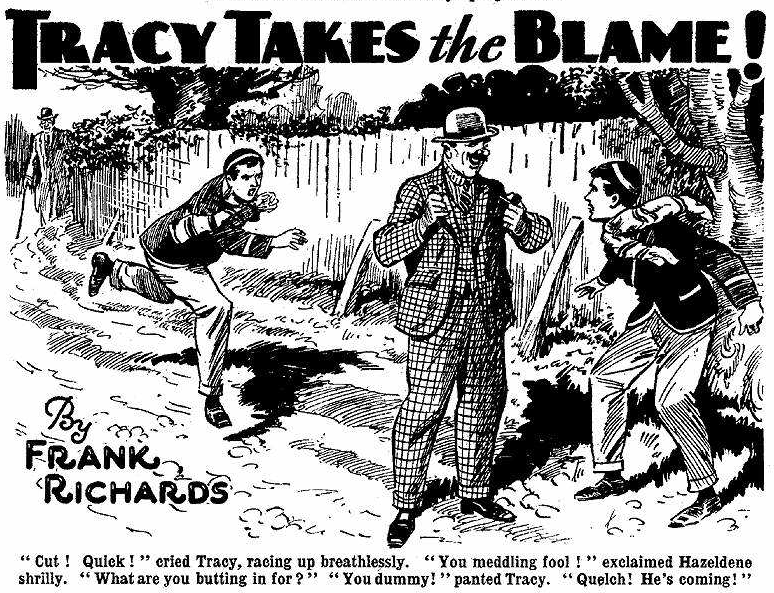 TRACY TAKES the BLAME!
By
FRANK
RICHARDS
"Cut! Quick!" cried Tracy, racing up breathlessly. "You meddling fool!" exclaimed Hazeldene
shrilly. "What are you butting in for?" "You dummy!" panted Tracy. "Quelch! He's coming!"